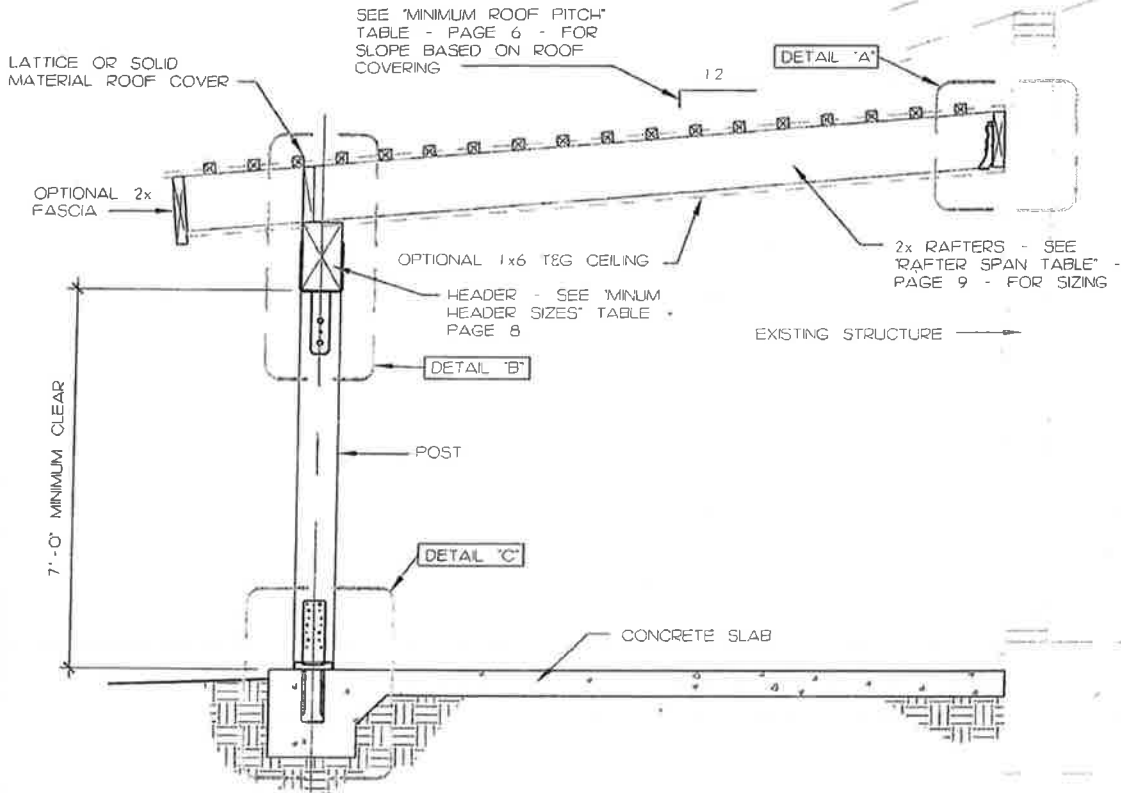 SEE "MINIMUM ROOF PITCH"
TABLE - PAGE 6 - FOR
SLOPE BASED ON ROOF
COVERING
LATTICE OR SOLID
MATERIAL ROOF COVER
DETAIL "A"
12
OPTIONAL 2x
FASCIA
OPTIONAL 1x6 T&G CEILING
2x RAFTERS - SEE
"RAFTER SPAN TABLE" -
PAGE 9 - FOR SIZING
HEADER - SEE "MINUM
HEADER SIZES" TABLE -
PAGE 8
EXISTING STRUCTURE
DETAIL "B"
7'-0" MINIMUM CLEAR
POST
DETAIL "C"
CONCRETE SLAB